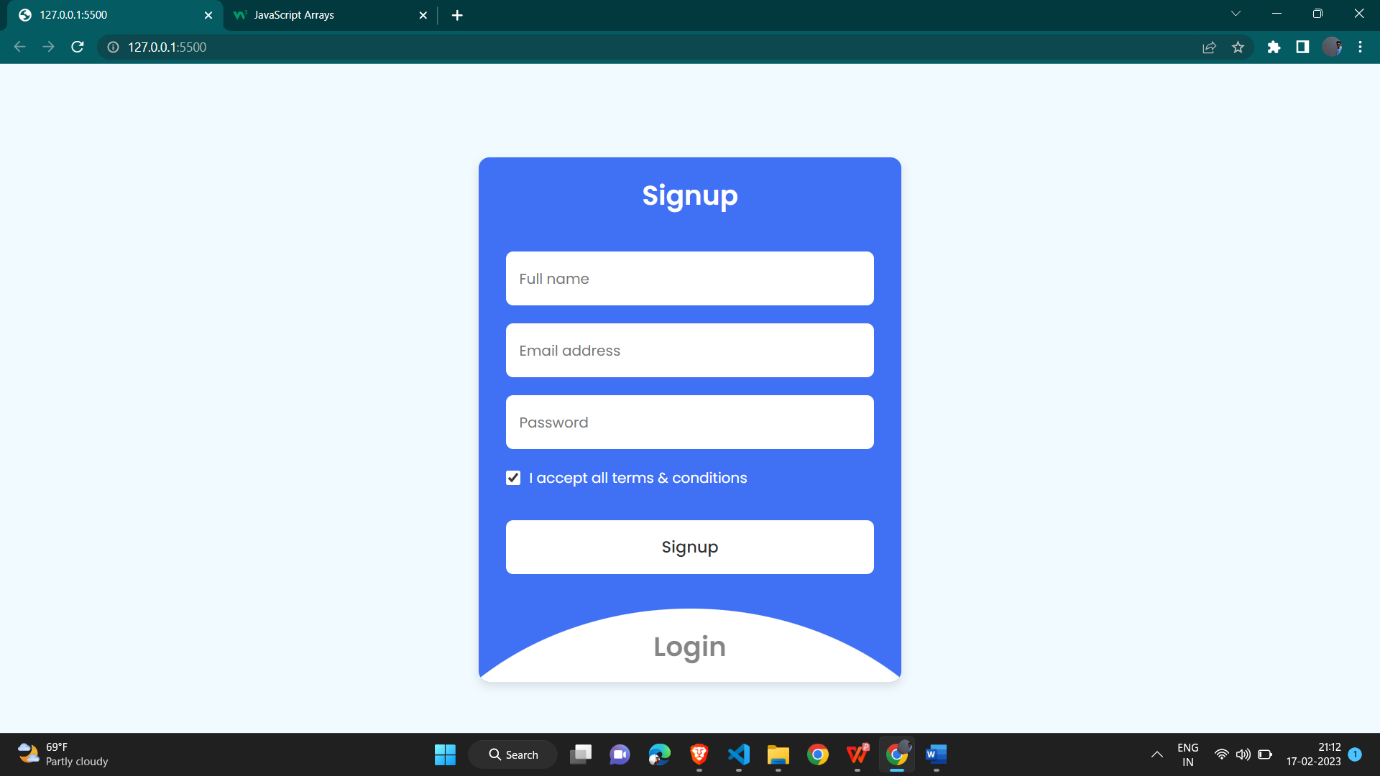 127.0.0.1:5500
JavaScript Arrays
127.0.0.1:5500
Signup
Full name
Email address
Password
I accept all terms & conditions
Signup
Login
69°F
Partly cloudy
Search
ENG
IN
21:12
17-02-2023
1